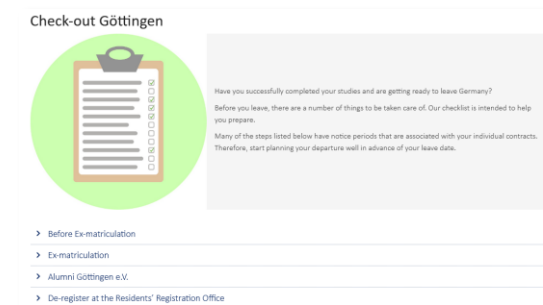 Check-out Göttingen
Have you successfully completed your studies and are getting ready to leave Germany?
Before you leave, there are a number of things to be taken care of. Our checklist is intended to help
you prepare.
Many of the steps listed below have notice periods that are associated with your individual contracts.
Therefore, start planning your departure well in advance of your leave date.
Before Ex-matriculation
Ex-matriculation
Alumni Göttingen e.V.
De-register at the Residents' Registration Office